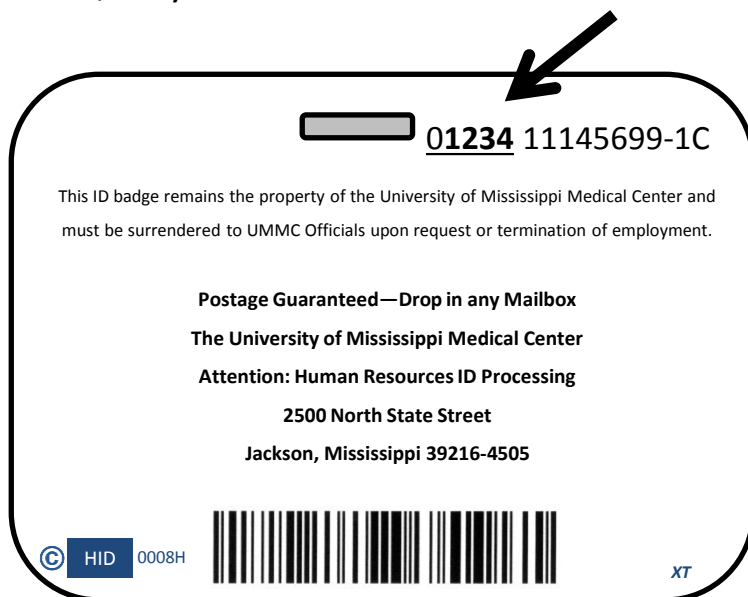 01234 11145699-1C
This ID badge remains the property of the University of Mississippi Medical Center and
must be surrendered to UMMC Officials upon request or termination of employment.
Postage Guaranteed—Drop in any Mailbox
The University of Mississippi Medical Center
Attention: Human Resources ID Processing
2500 North State Street
Jackson, Mississippi 39216-4505
© HID 0008H
XT